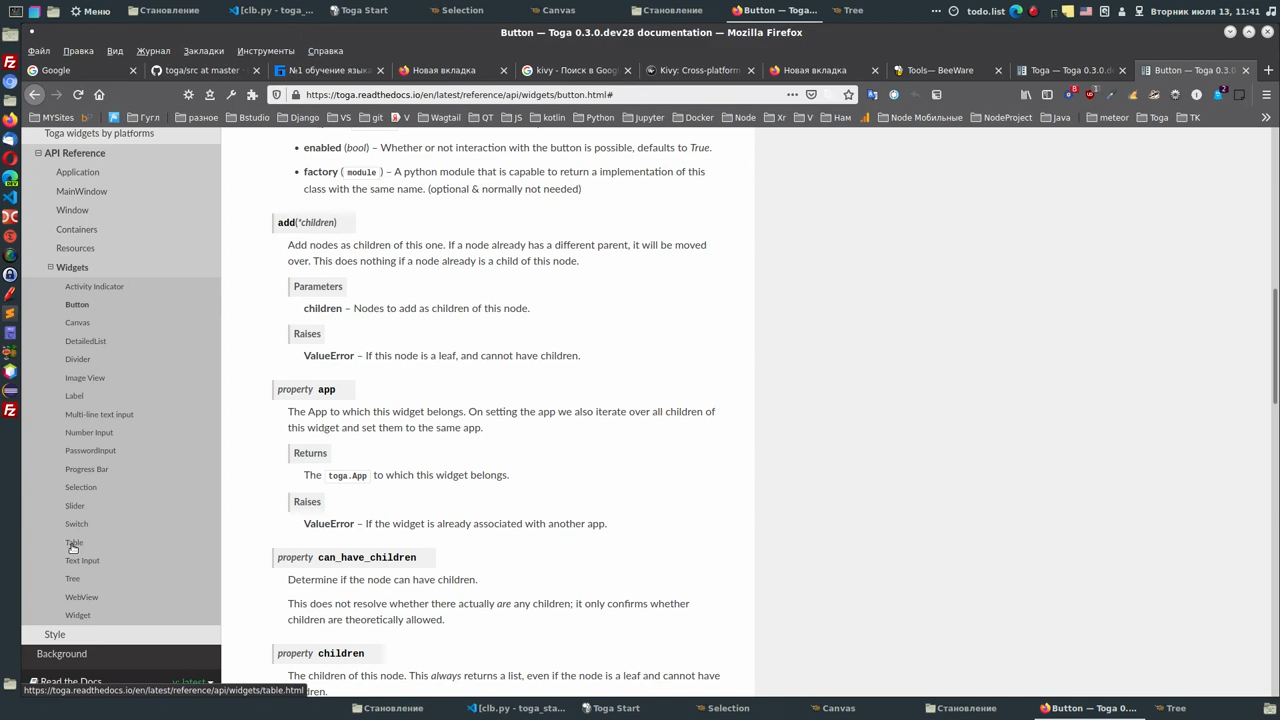 Меню
Становление
[clb.py — toga_...
Toga Start
Selection
Canvas
Становление
Button — Toga...
Tree
todo.list
Вторник июля 13, 11:41
Button — Toga 0.3.0.dev28 documentation — Mozilla Firefox
Файл Правка Вид Журнал Закладки Инструменты Справка
Google
toga/src at master
№1 обучение языка
Новая вкладка
kivy - Поиск в Goog
Kivy: Cross-platform
Новая вкладка
Tools— BeeWare
Toga — Toga 0.3.0.d
Button — Toga 0.3.0
https://toga.readthedocs.io/en/latest/reference/api/widgets/button.html#
MYSites Гугл разное Bstudio Django VS git V Wagtail QT JS kotlin Python Jupyter Docker Node Xr V Нам Node Мобильные NodeProject Java meteor Toga TK
Toga widgets by platforms
API Reference
Application
MainWindow
Window
Containers
Resources
Widgets
Activity Indicator
Button
Canvas
DetailedList
Divider
Image View
Label
Multi-line text input
Number Input
PasswordInput
Progress Bar
Selection
Slider
Switch
Table
Text Input
Tree
WebView
Widget
Style
Background
Read the Docs v: latest
https://toga.readthedocs.io/en/latest/reference/api/widgets/table.html
• enabled (bool) – Whether or not interaction with the button is possible, defaults to True.
• factory ( module ) – A python module that is capable to return a implementation of this
class with the same name. (optional & normally not needed)
add(*children)
Add nodes as children of this one. If a node already has a different parent, it will be moved
over. This does nothing if a node already is a child of this node.
Parameters
children – Nodes to add as children of this node.
Raises
ValueError – If this node is a leaf, and cannot have children.
property app
The App to which this widget belongs. On setting the app we also iterate over all children of
this widget and set them to the same app.
Returns
The toga.App to which this widget belongs.
Raises
ValueError – If the widget is already associated with another app.
property can_have_children
Determine if the node can have children.
This does not resolve whether there actually are any children; it only confirms whether
children are theoretically allowed.
property children
The children of this node. This always returns a list, even if the node is a leaf and cannot have
children.
Становление
[clb.py - toga_sta...
Toga Start
Selection
Canvas
Становление
Button — Toga 0....
Tree